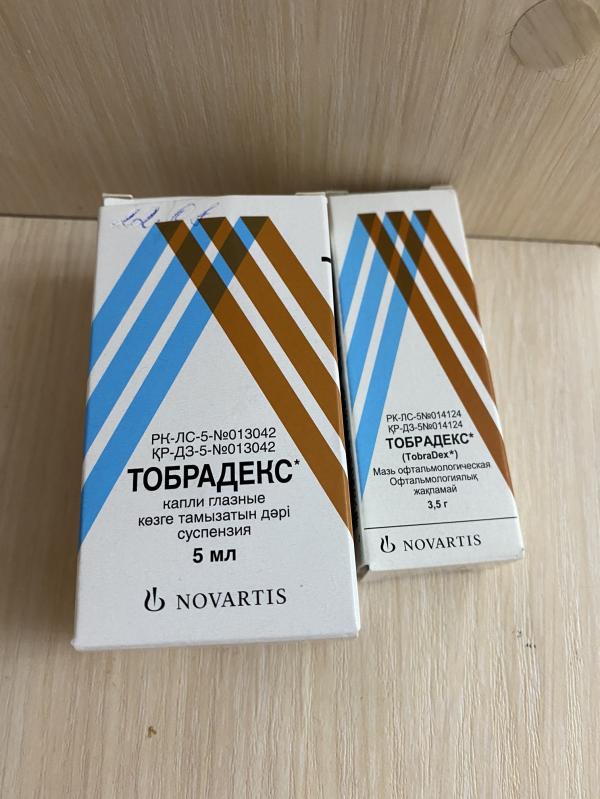 РК-ЛС-5-№013042
ҚР-ДЗ-5-№013042
ТОБРАДЕКС*
капли глазные
көзге тамызатын дәрі
суспензия
5 мл
NOVARTIS
РК-ЛС-5№014124
ҚР-ДЗ-5№014124
ТОБРАДЕКС*
(TobraDex*)
Мазь офтальмологическая
Офтальмологиялық
жақпамай
3,5 г
NOVARTIS